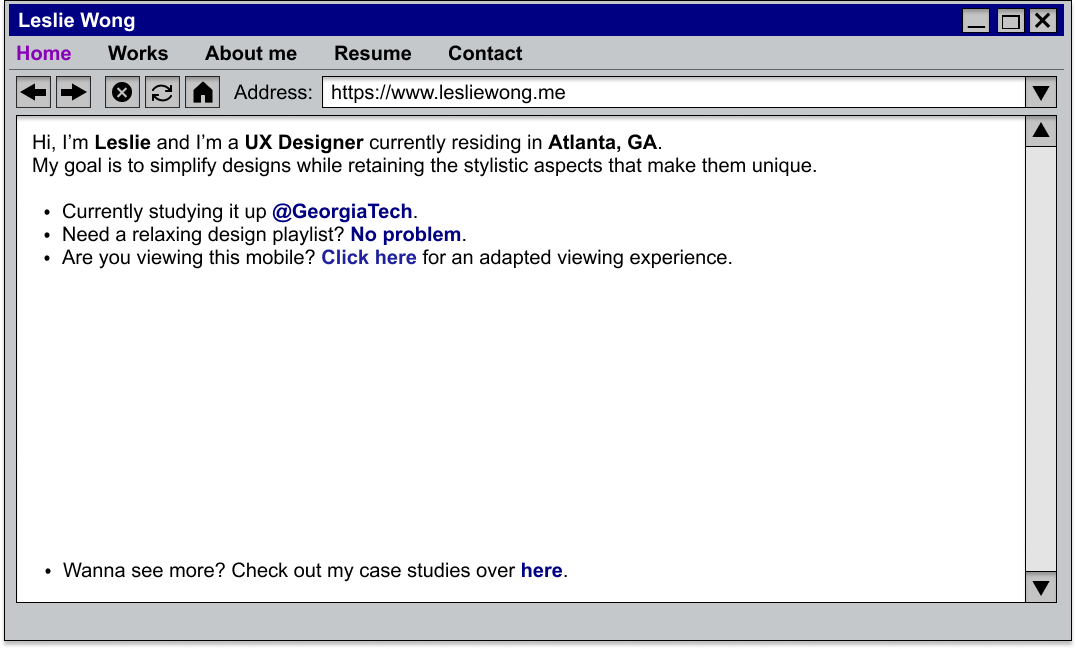 Leslie Wong
Home Works About me Resume Contact
Address: https://www.lesliewong.me
Hi, I’m Leslie and I’m a UX Designer currently residing in Atlanta, GA.
My goal is to simplify designs while retaining the stylistic aspects that make them unique.
• Currently studying it up @GeorgiaTech.
• Need a relaxing design playlist? No problem.
• Are you viewing this mobile? Click here for an adapted viewing experience.
• Wanna see more? Check out my case studies over here.